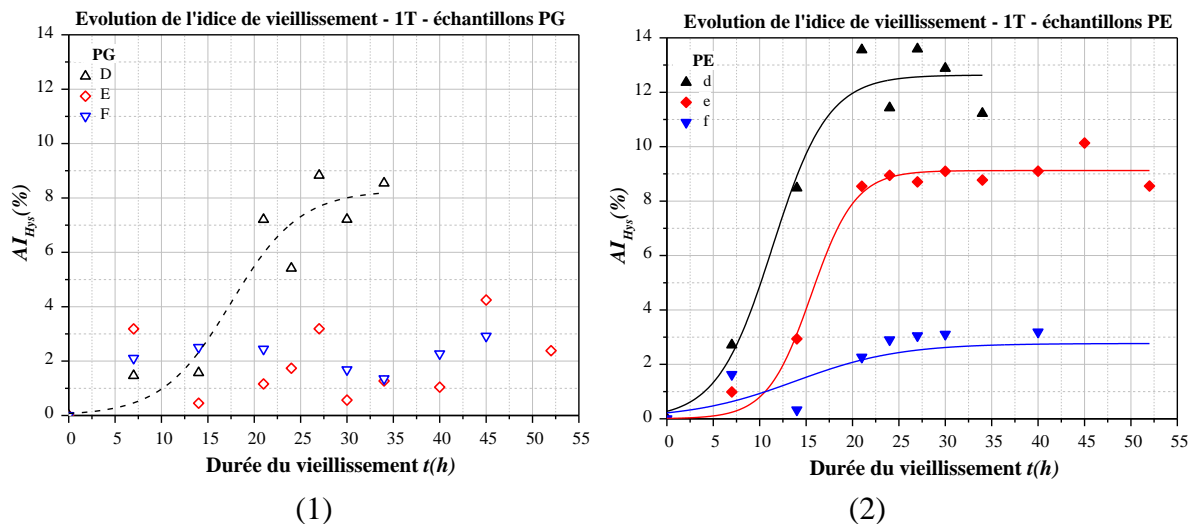 Evolution de l'idice de vieillissement - 1T - échantillons PG
14
12
10
8
6
4
2
0
AI_Hys(%)
PG
D
E
F
0 5 10 15 20 25 30 35 40 45 50 55
Durée du vieillissement t(h)
(1)
Evolution de l'idice de vieillissement - 1T - échantillons PE
14
12
10
8
6
4
2
0
AI_Hys(%)
PE
d
e
f
0 5 10 15 20 25 30 35 40 45 50 55
Durée du vieillissement t(h)
(2)